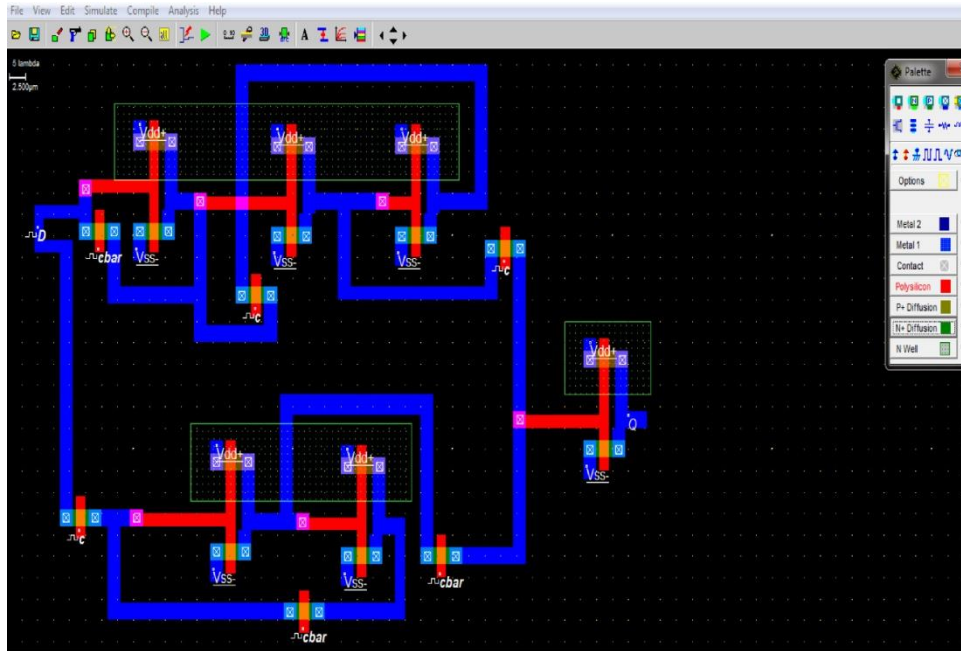 File View Edit Simulate Compile Analysis Help
5 lambda
2.500µm
Palette
Vdd+
Vdd+
Vdd+
D
cbar
Vss-
Vss-
Vss-
c
c
Options
Metal 2
Metal 1
Contact
Polysilicon
P+ Diffusion
N+ Diffusion
N Well
Vdd+
Q
Vss-
Vdd+
Vdd+
c
Vss-
Vss-
cbar
cbar